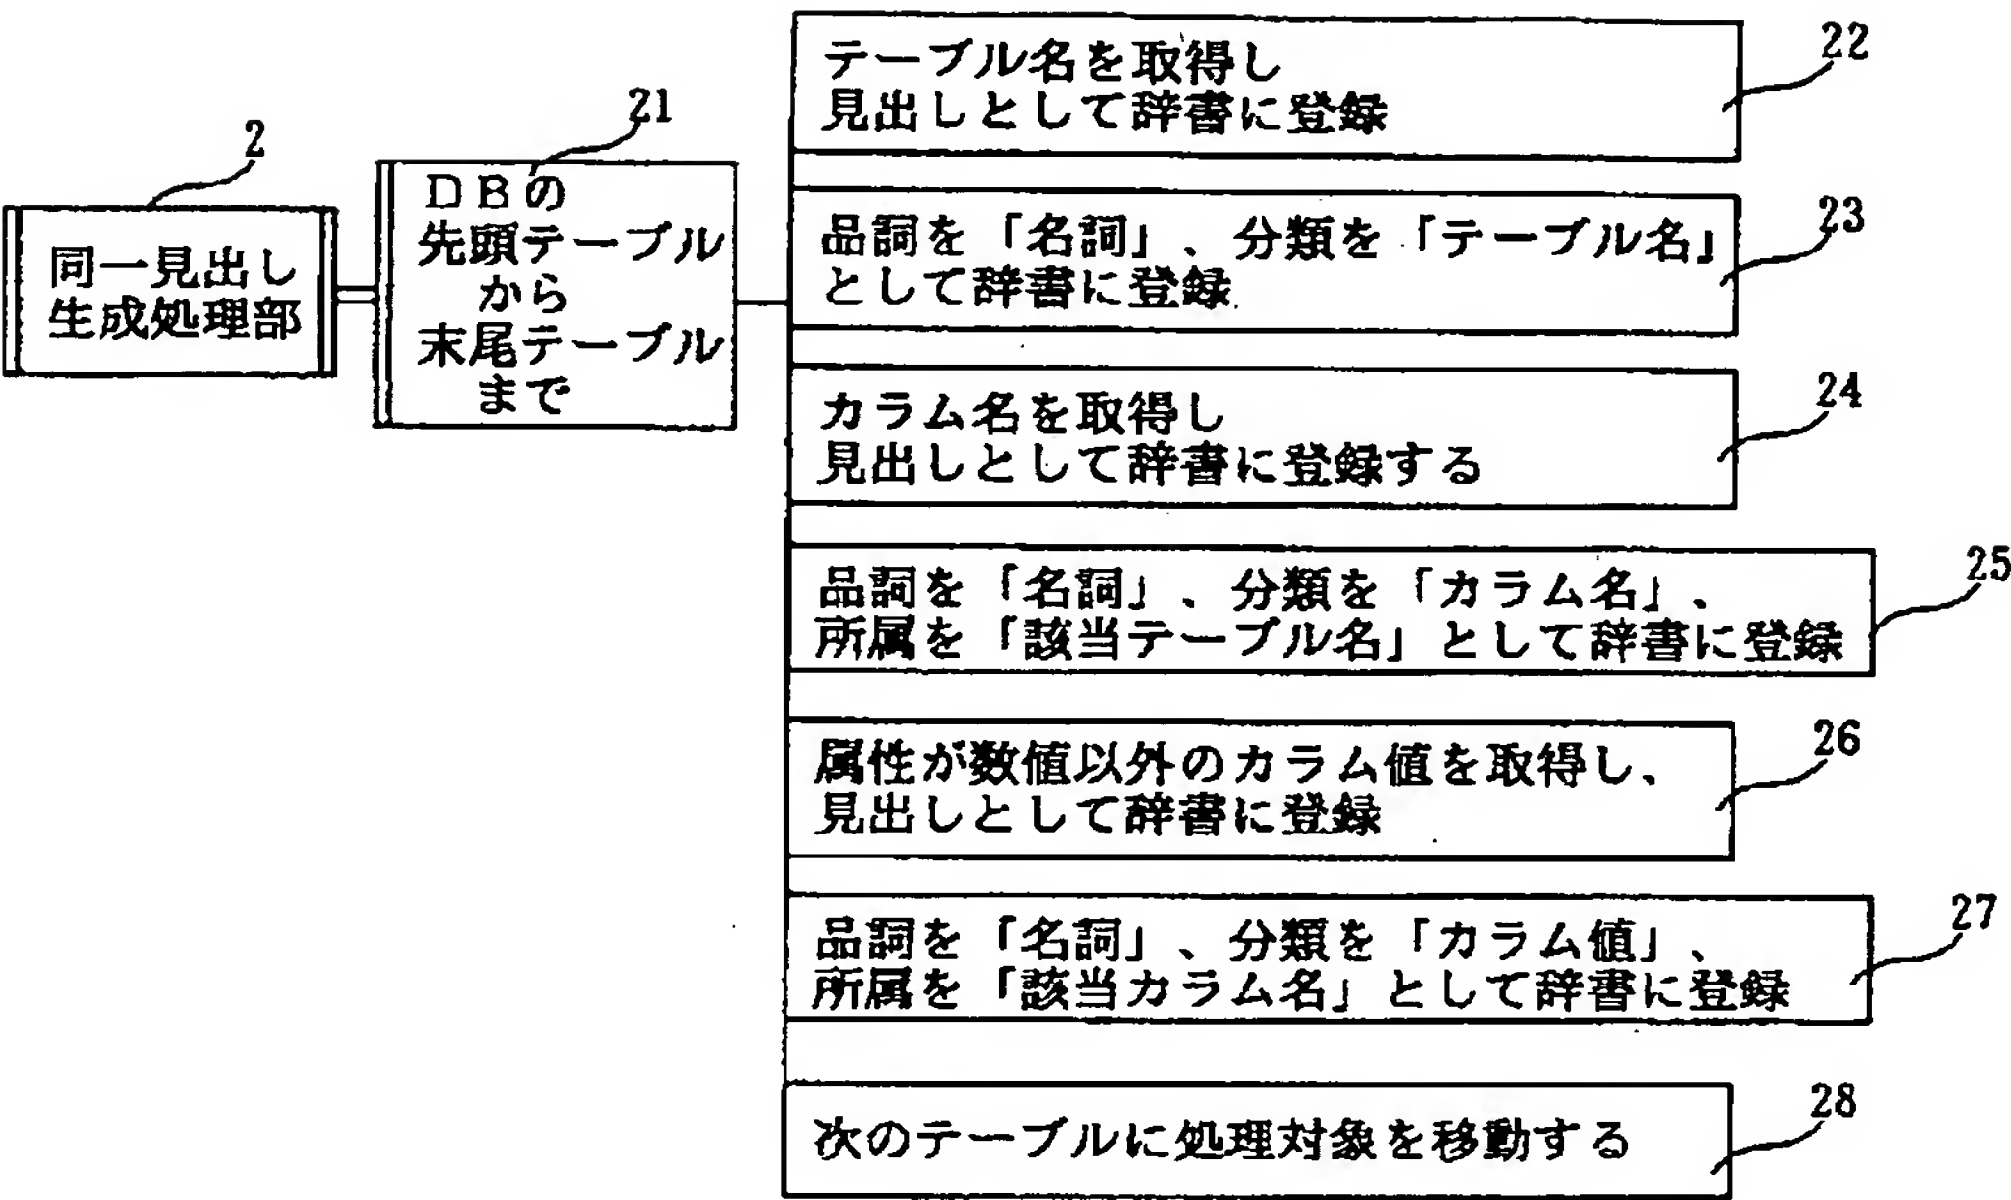 2
同一見出し
生成処理部
21
DBの
先頭テーブル
から
末尾テーブル
まで
22
テーブル名を取得し
見出しとして辞書に登録
23
品詞を「名詞」、分類を「テーブル名」
として辞書に登録
24
カラム名を取得し
見出しとして辞書に登録する
25
品詞を「名詞」、分類を「カラム名」、
所属を「該当テーブル名」として辞書に登録
26
属性が数値以外のカラム値を取得し、
見出しとして辞書に登録
27
品詞を「名詞」、分類を「カラム値」、
所属を「該当カラム名」として辞書に登録
28
次のテーブルに処理対象を移動する